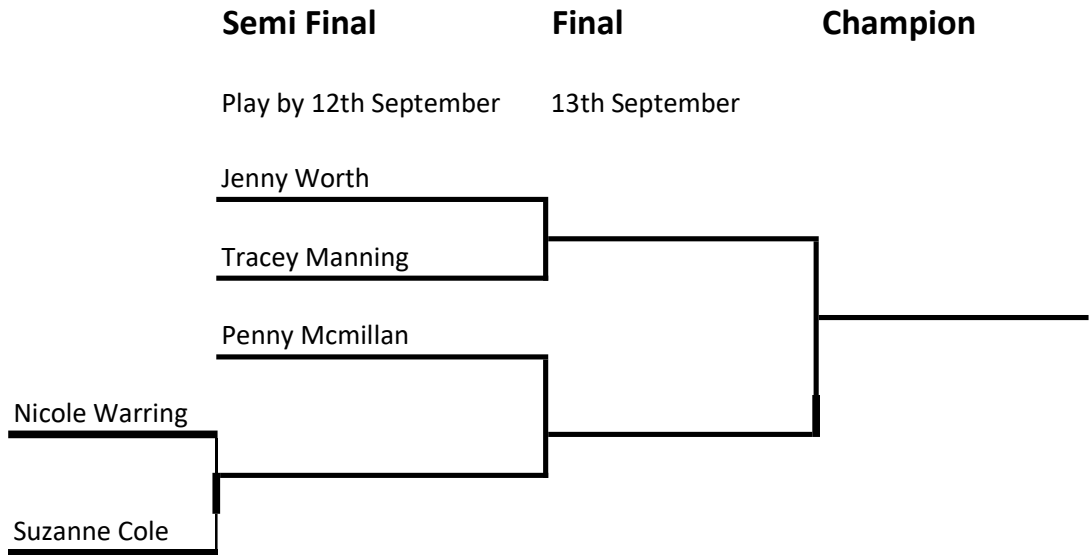 Semi Final Final Champion
Play by 12th September 13th September
Jenny Worth
Tracey Manning
Penny Mcmillan
Nicole Warring
Suzanne Cole